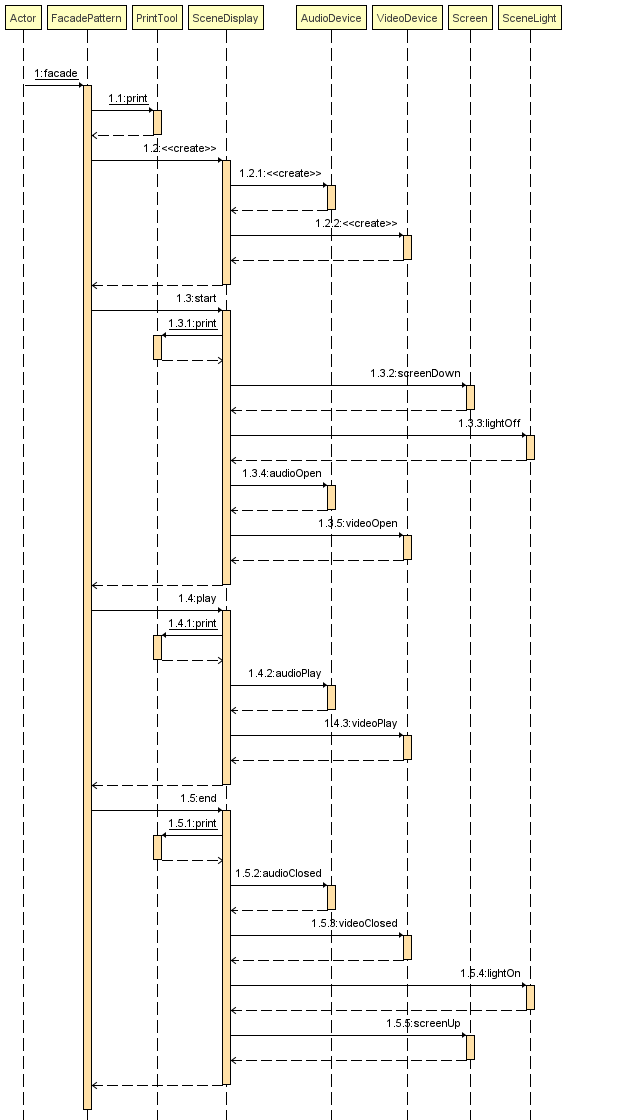 Actor FacadePattern PrintTool SceneDisplay AudioDevice VideoDevice Screen SceneLight
1:facade
1.1:print
1.2:<<create>>
1.2.1:<<create>>
1.2.2:<<create>>
1.3:start
1.3.1:print
1.3.2:screenDown
1.3.3:lightOff
1.3.4:audioOpen
1.3.5:videoOpen
1.4:play
1.4.1:print
1.4.2:audioPlay
1.4.3:videoPlay
1.5:end
1.5.1:print
1.5.2:audioClosed
1.5.3:videoClosed
1.5.4:lightOn
1.5.5:screenUp